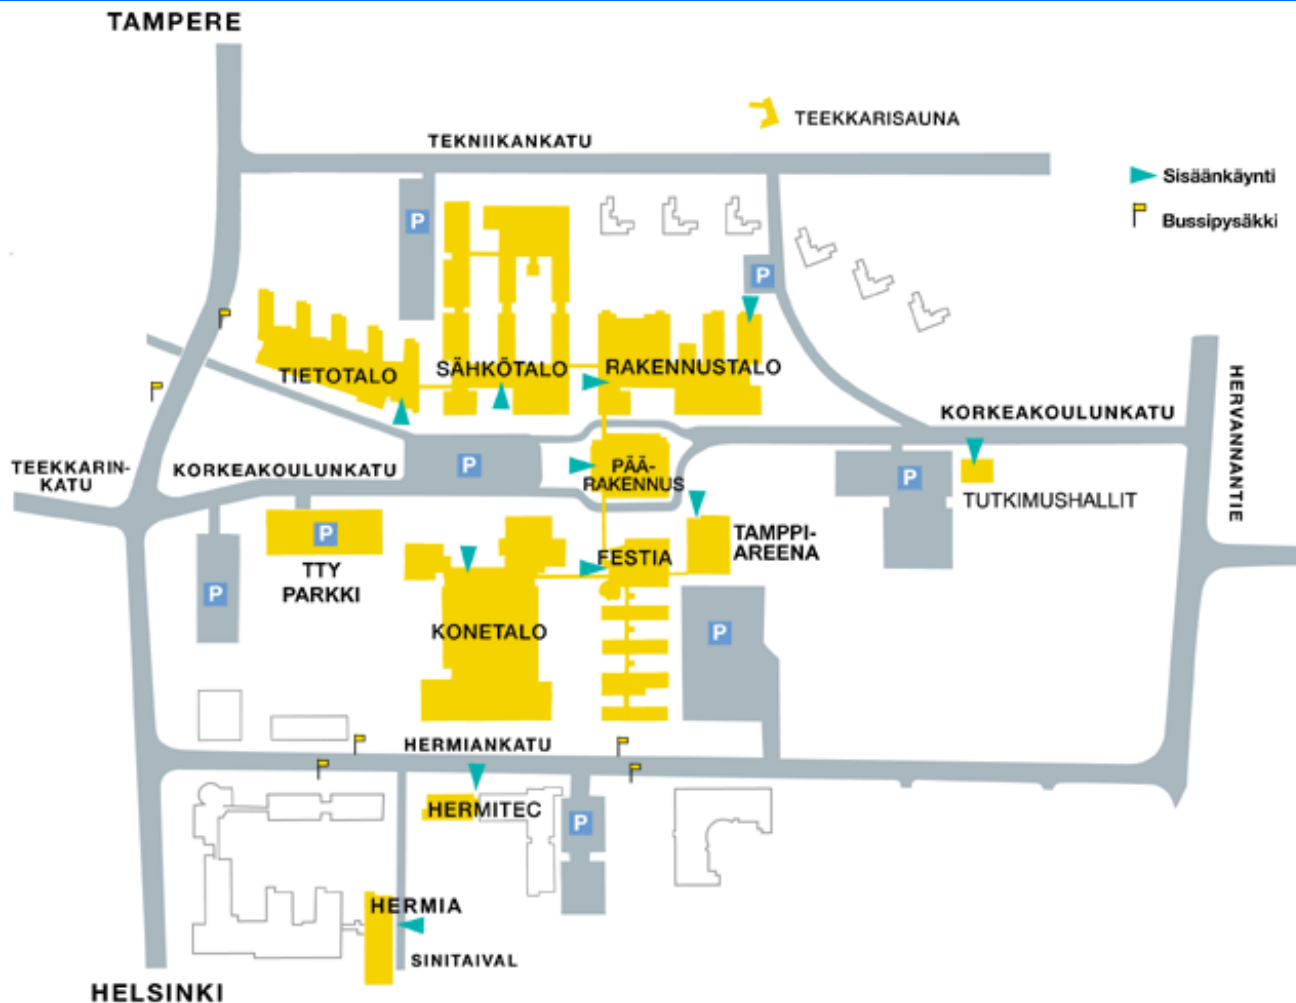 TAMPERE
TEEKKARISAUNA
TEKNIIKANKATU
Sisäänkäynti
P
Bussipysäkki
P
TIETOTALO
SÄHKÖTALO
RAKENNUSTALO
HERVANNANTIE
KORKEAKOULUNKATU
TEEKKARIN-
KATU
KORKEAKOULUNKATU
P
PÄÄ-
RAKENNUS
P
TUTKIMUSHALLIT
P
TTY
PARKKI
P
FESTIA
TAMPPI-
AREENA
KONETALO
P
HERMIANKATU
HERMITEC
P
HERMIA
SINITAIVAL
HELSINKI